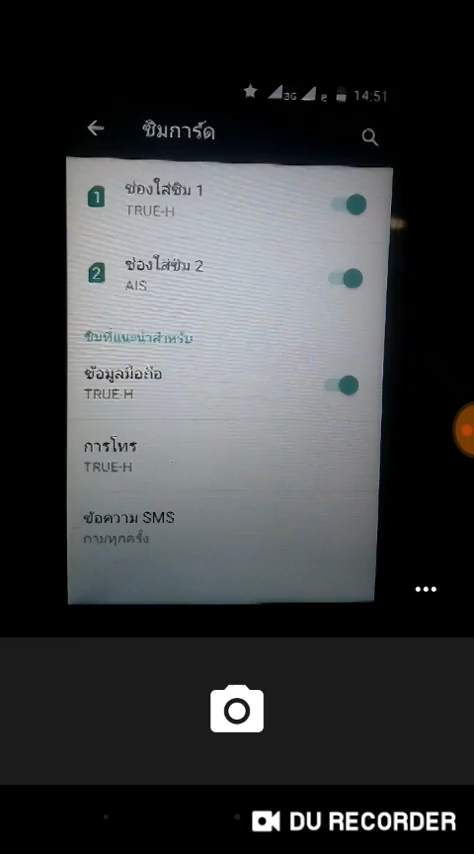 3G
e
14:51
ซิมการ์ด
1
ช่องใส่ซิม 1
TRUE-H
2
ช่องใส่ซิม 2
AIS
ซิมที่แนะนำสำหรับ
ข้อมูลมือถือ
TRUE-H
การโทร
TRUE-H
ข้อความ SMS
ถามทุกครั้ง
DU RECORDER